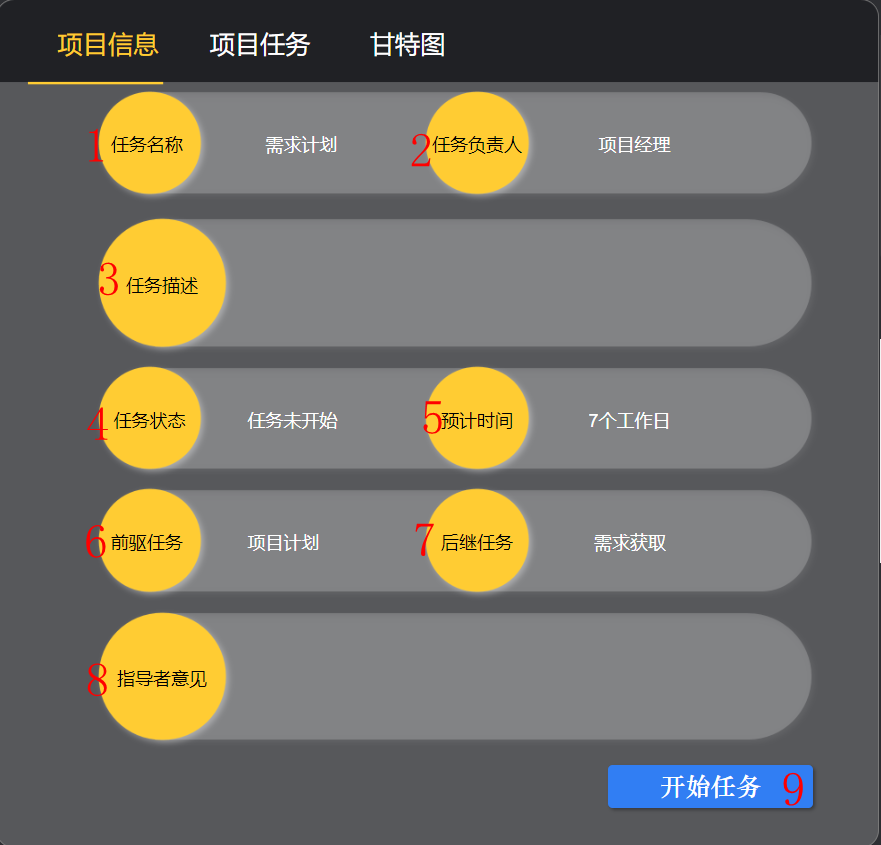 项目信息 项目任务 甘特图
1 任务名称 需求计划 2 任务负责人 项目经理
3 任务描述
4 任务状态 任务未开始 5 预计时间 7个工作日
6 前驱任务 项目计划 7 后继任务 需求获取
8 指导者意见
开始任务 9